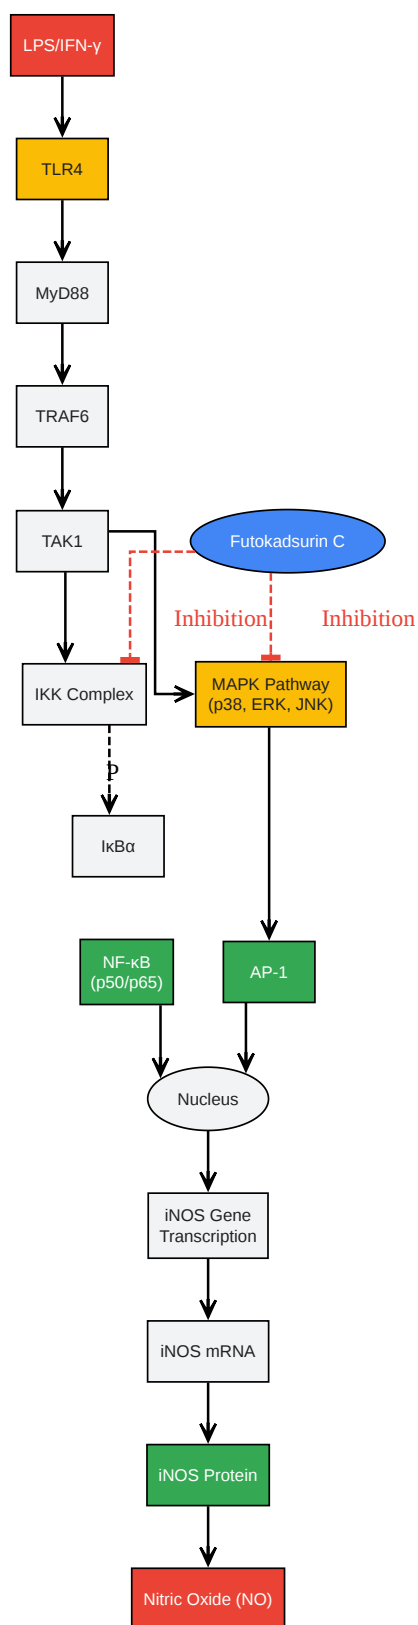 LPS/IFN-γ
TLR4
MyD88
TRAF6
TAK1
Futokadsurin C
Inhibition
Inhibition
IKK Complex
MAPK Pathway
(p38, ERK, JNK)
P
IκBα
NF-κB
(p50/p65)
AP-1
Nucleus
iNOS Gene
Transcription
iNOS mRNA
iNOS Protein
Nitric Oxide (NO)